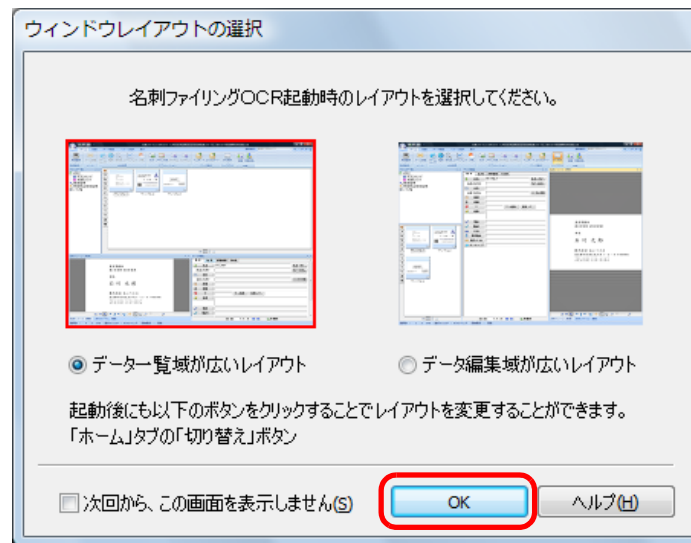 ウィンドウレイアウトの選択
名刺ファイリングOCR起動時のレイアウトを選択してください。
データ一覧域が広いレイアウト
データ編集域が広いレイアウト
起動後にも以下のボタンをクリックすることでレイアウトを変更することができます。
「ホーム」タブの「切り替え」ボタン
次回から、この画面を表示しません(S)
OK
ヘルプ(H)